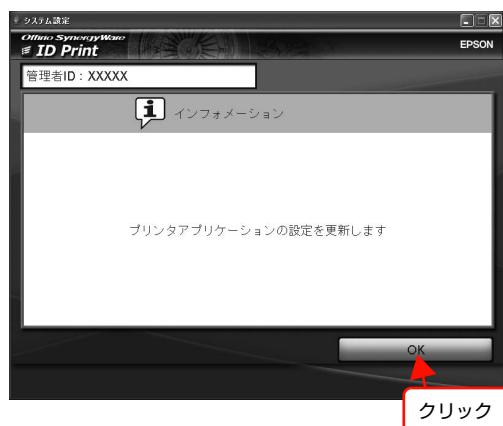 システム設定
Offirio SynergyWare
ID Print
EPSON
管理者ID：XXXXX
インフォメーション
プリンタアプリケーションの設定を更新します
OK
クリック